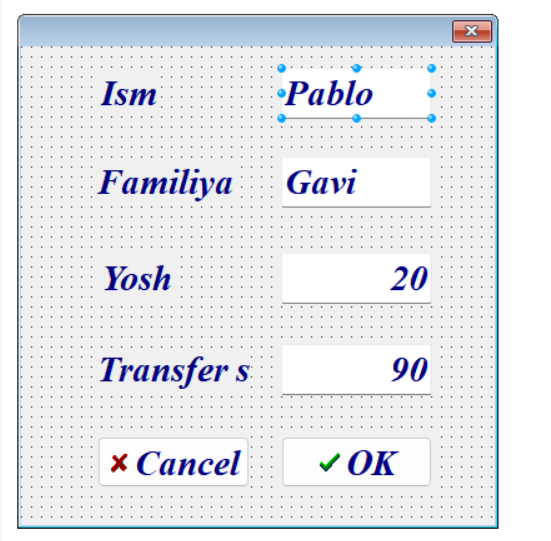 Ism Pablo
Familiya Gavi
Yosh 20
Transfer s 90
Cancel OK